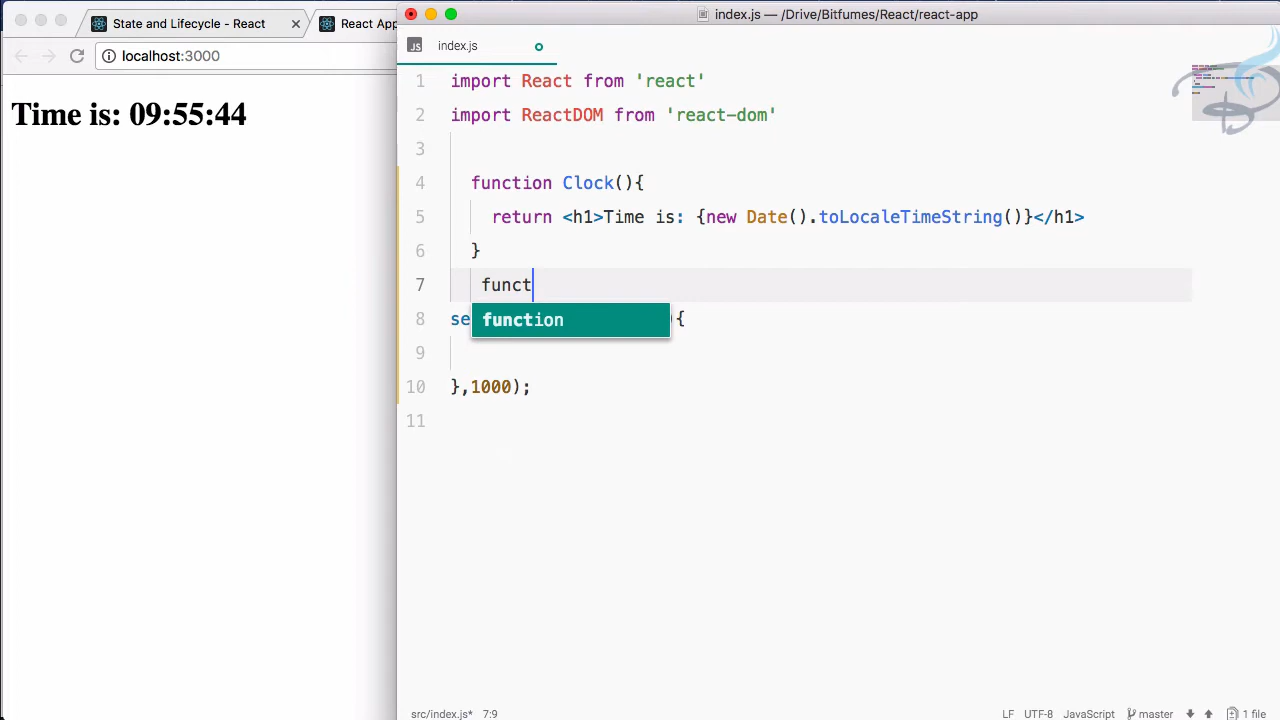 State and Lifecycle - React
React App
localhost:3000
Time is: 09:55:44
index.js — /Drive/Bitfumes/React/react-app
JS index.js
1 import React from 'react'
2 import ReactDOM from 'react-dom'
3
4 function Clock(){
5 return <h1>Time is: {new Date().toLocaleTimeString()}</h1>
6 }
7 funct
function
8 se {
9
10 },1000);
11
src/index.js* 7:9
LF UTF-8 JavaScript master 1 file